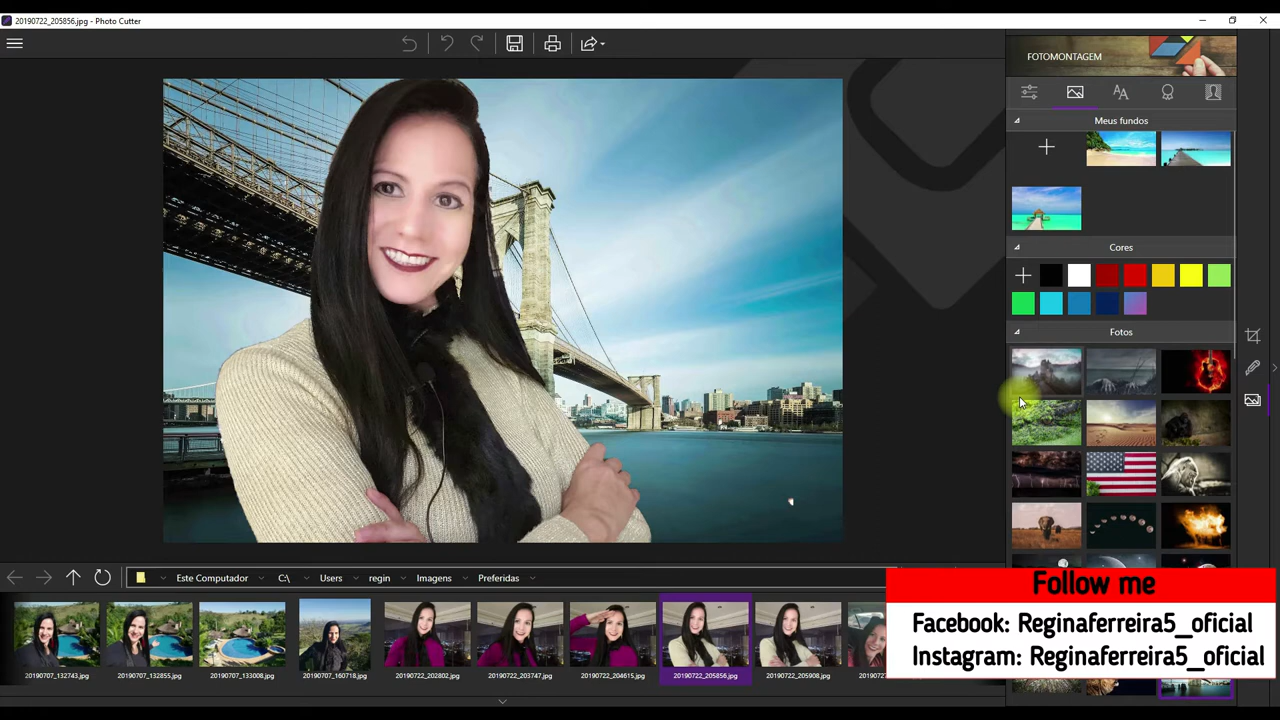 20190722_205856.jpg - Photo Cutter
FOTOMONTAGEM
Meus fundos
Cores
Fotos
Este Computador
C:\
Users
regin
Imagens
Preferidas
20190707_132743.jpg
20190707_132855.jpg
20190707_133008.jpg
20190707_160718.jpg
20190722_202802.jpg
20190722_203747.jpg
20190722_204615.jpg
20190722_205856.jpg
20190722_205908.jpg
Follow me
Facebook: Reginaferreira5_oficial
Instagram: Reginaferreira5_oficial